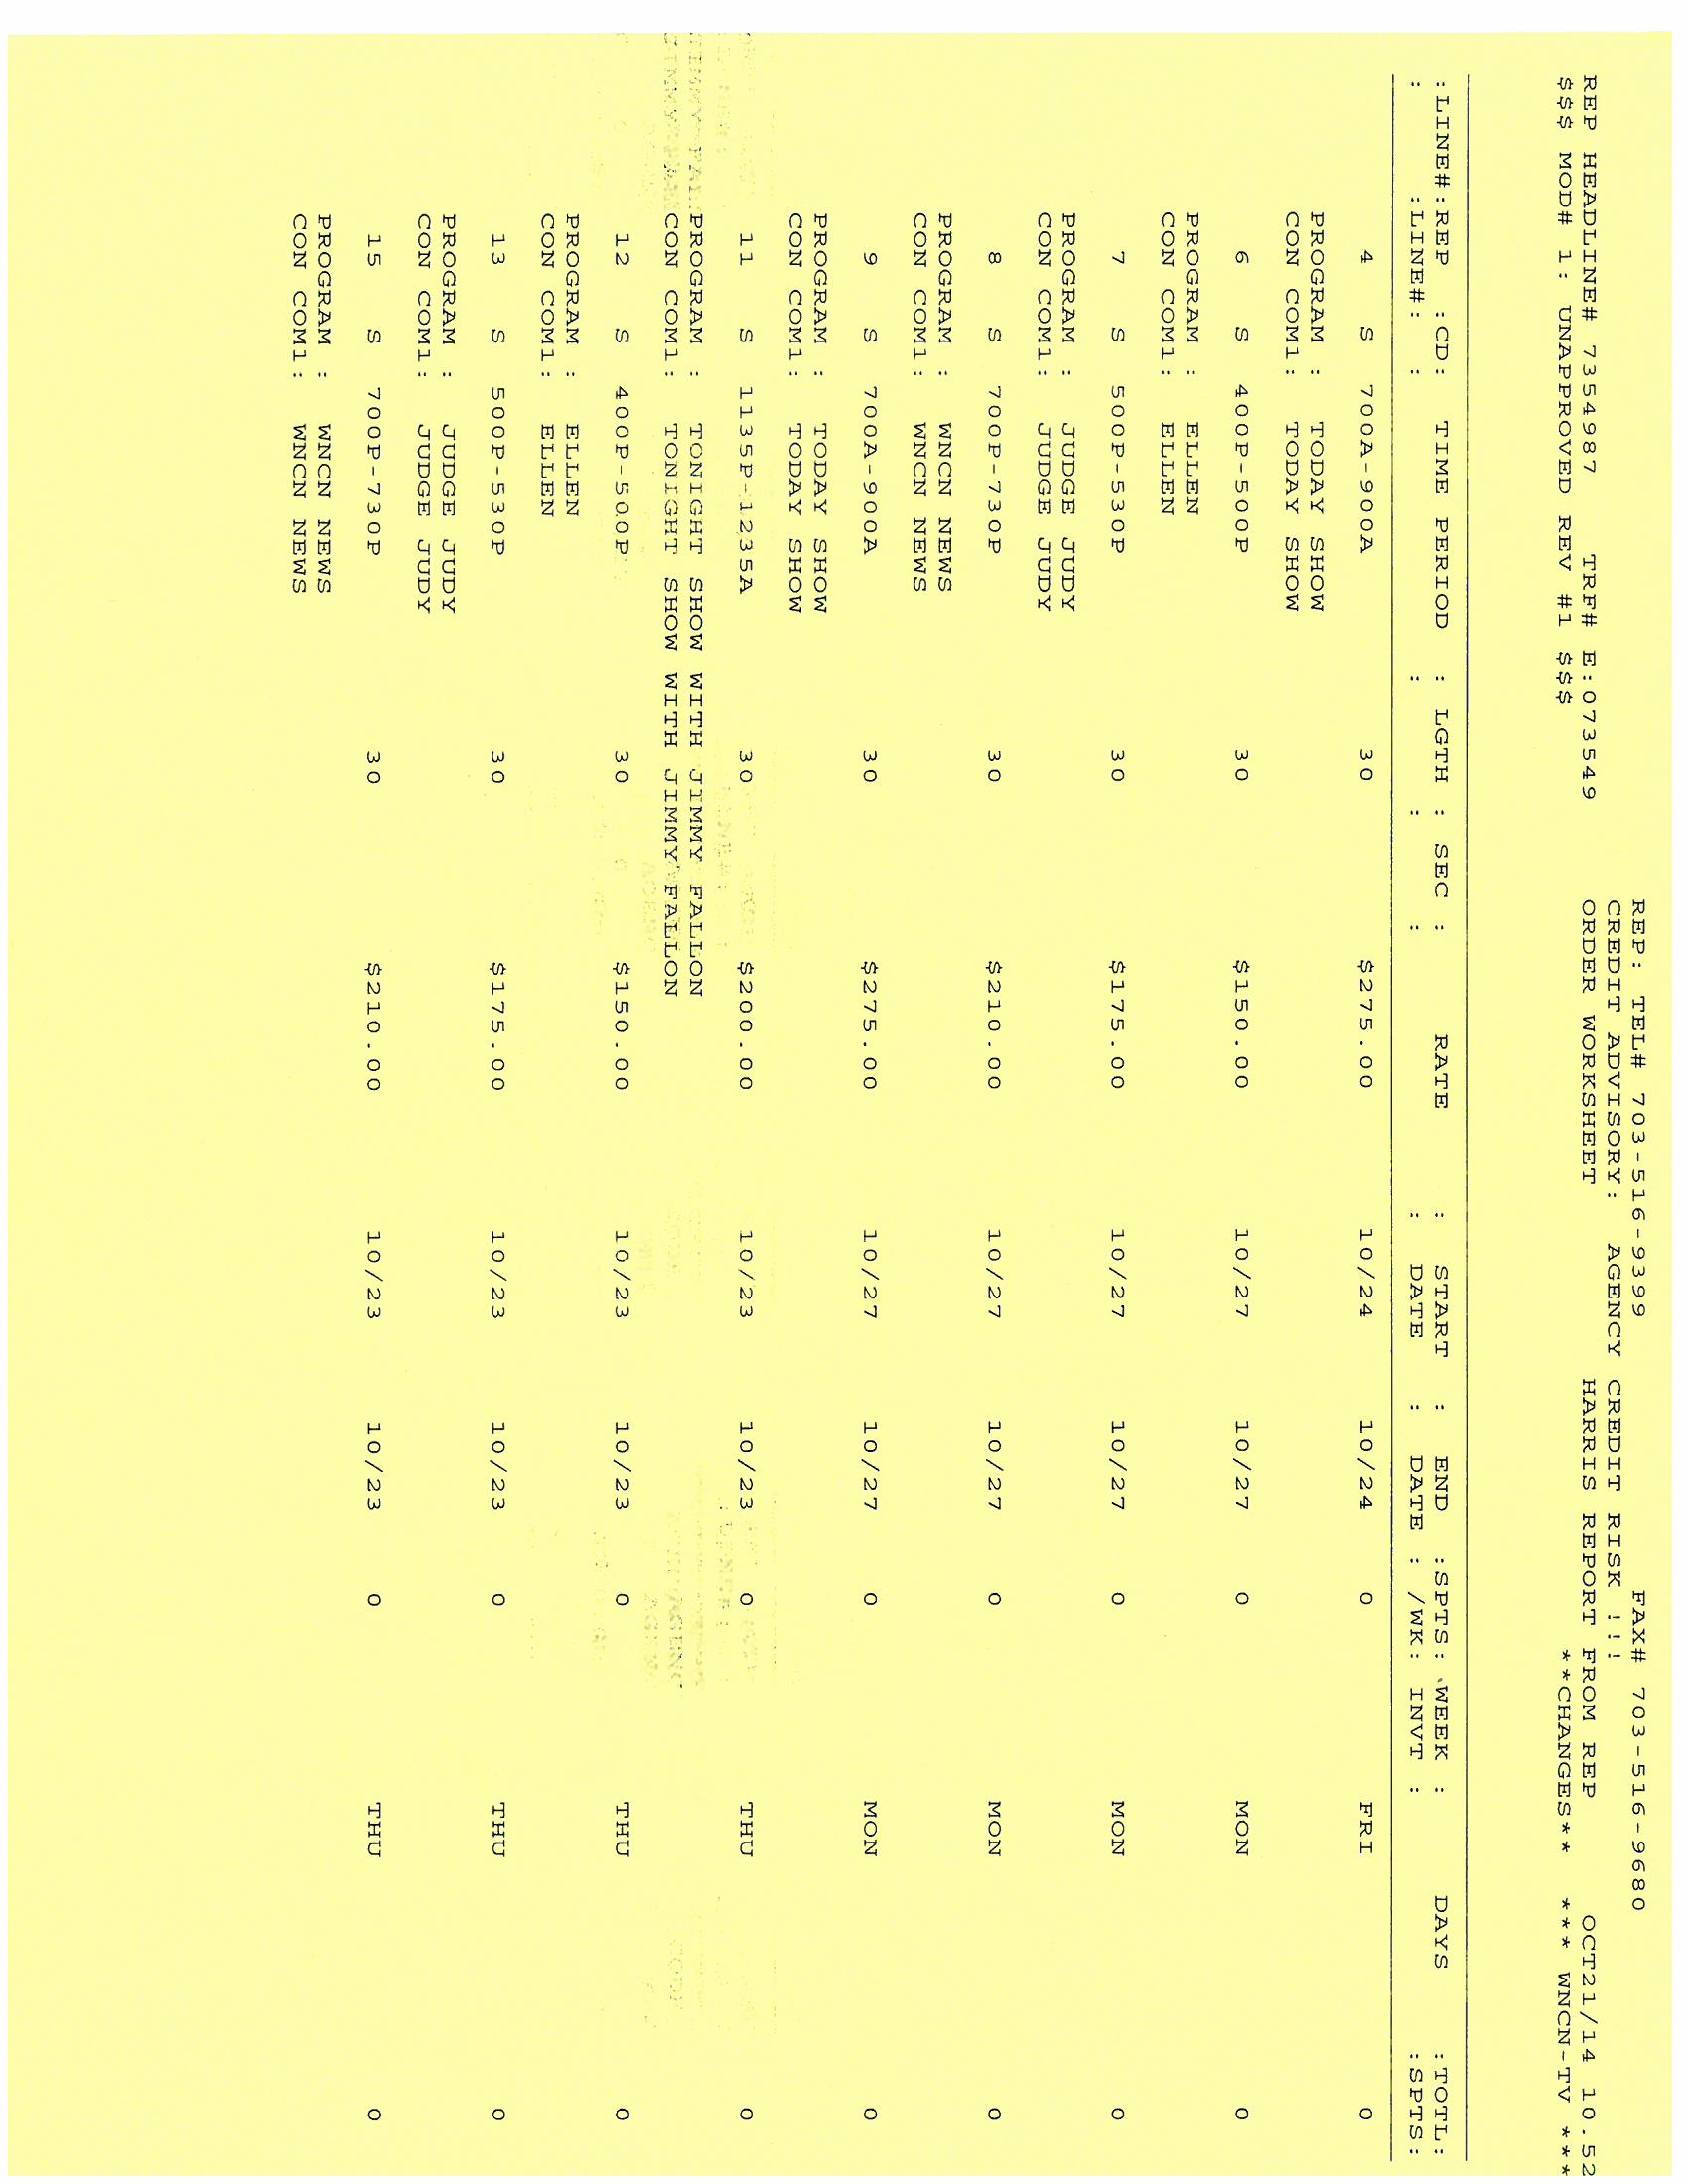 REP: TEL# 703-516-9399 FAX# 703-516-9680
CREDIT ADVISORY: AGENCY CREDIT RISK !!!
REP HEADLINE# 7354987 TRF# E:073549 ORDER WORKSHEET HARRIS REPORT FROM REP OCT21/14 10.52
$$$ MOD# 1: UNAPPROVED REV #1 $$$ **CHANGES** *** WNCN-TV ***
:LINE#:REP :CD: TIME PERIOD : LGTH : SEC : RATE : START : END :SPTS: WEEK : DAYS :TOTL:
: :LINE#: : : : : DATE : DATE : /WK: INVT : :SPTS:
4 S 700A-900A 30 $275.00 10/24 10/24 0 FRI 0
PROGRAM : TODAY SHOW
CON COM1: TODAY SHOW
6 S 400P-500P 30 $150.00 10/27 10/27 0 MON 0
PROGRAM : ELLEN
CON COM1: ELLEN
7 S 500P-530P 30 $175.00 10/27 10/27 0 MON 0
PROGRAM : JUDGE JUDY
CON COM1: JUDGE JUDY
8 S 700P-730P 30 $210.00 10/27 10/27 0 MON 0
PROGRAM : WNCN NEWS
CON COM1: WNCN NEWS
9 S 700A-900A 30 $275.00 10/27 10/27 0 MON 0
PROGRAM : TODAY SHOW
CON COM1: TODAY SHOW
11 S 1135P-1235A 30 $200.00 10/23 10/23 0 THU 0
PROGRAM : TONIGHT SHOW WITH JIMMY FALLON
CON COM1: TONIGHT SHOW WITH JIMMY FALLON
12 S 400P-500P 30 $150.00 10/23 10/23 0 THU 0
PROGRAM : ELLEN
CON COM1: ELLEN
13 S 500P-530P 30 $175.00 10/23 10/23 0 THU 0
PROGRAM : JUDGE JUDY
CON COM1: JUDGE JUDY
15 S 700P-730P 30 $210.00 10/23 10/23 0 THU 0
PROGRAM : WNCN NEWS
CON COM1: WNCN NEWS